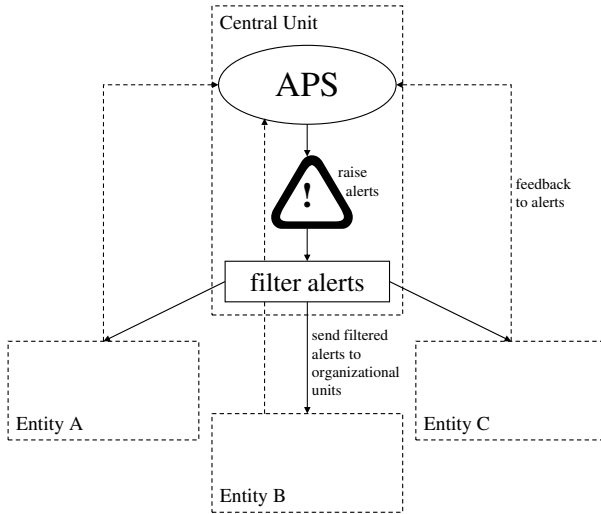 Central Unit
APS
!
raise
alerts
feedback
to alerts
filter alerts
send filtered
alerts to
organizational
units
Entity A
Entity C
Entity B